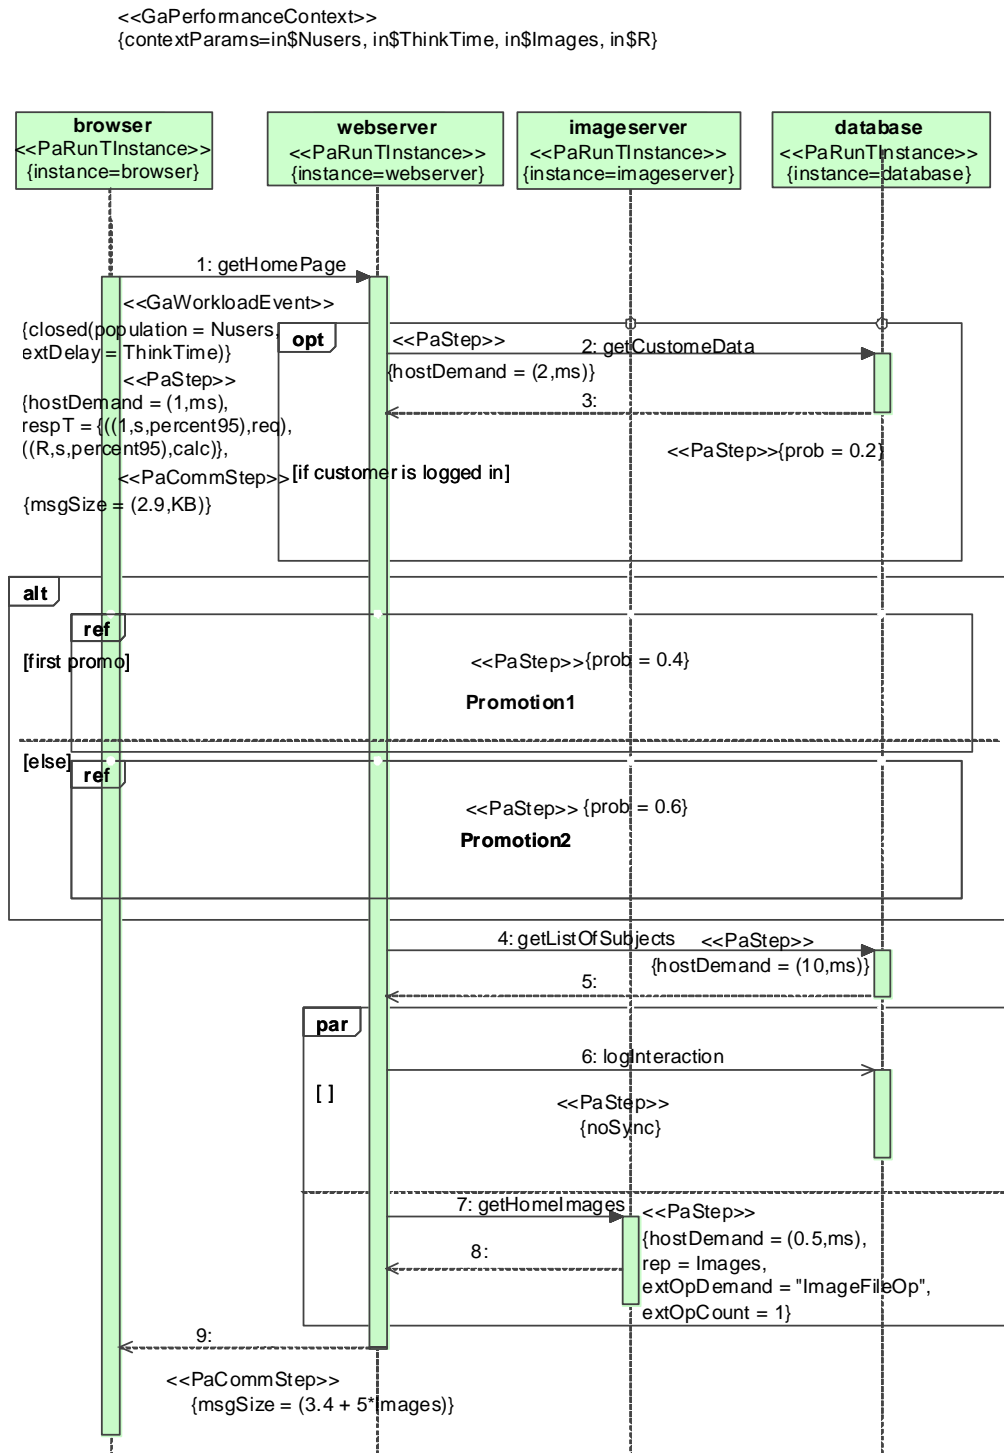 <<GaPerformanceContext>>
{contextParams=in$Nusers, in$ThinkTime, in$Images, in$R}
browser
<<PaRunTInstance>>
{instance=browser}
webserver
<<PaRunTInstance>>
{instance=webserver}
imageserver
<<PaRunTInstance>>
{instance=imageserver}
database
<<PaRunTInstance>>
{instance=database}
1: getHomePage
<<GaWorkloadEvent>>
{closed(population = Nusers,
extDelay = ThinkTime)}
<<PaStep>>
{hostDemand = (1,ms),
respT = {((1,s,percent95),req),
((R,s,percent95),calc)},
<<PaCommStep>>
{msgSize = (2.9,KB)}
opt
<<PaStep>>
2: getCustomeData
{hostDemand = (2,ms)}
3:
<<PaStep>>{prob = 0.2}
[if customer is logged in]
alt
ref
[first promo]
<<PaStep>>{prob = 0.4}
Promotion1
[else]
ref
<<PaStep>> {prob = 0.6}
Promotion2
4: getListOfSubjects
<<PaStep>>
{hostDemand = (10,ms)}
5:
par
6: logInteraction
[ ]
<<PaStep>>
{noSync}
7: getHomeImages
<<PaStep>>
{hostDemand = (0.5,ms),
rep = Images,
extOpDemand = "ImageFileOp",
extOpCount = 1}
8:
9:
<<PaCommStep>>
{msgSize = (3.4 + 5*Images)}